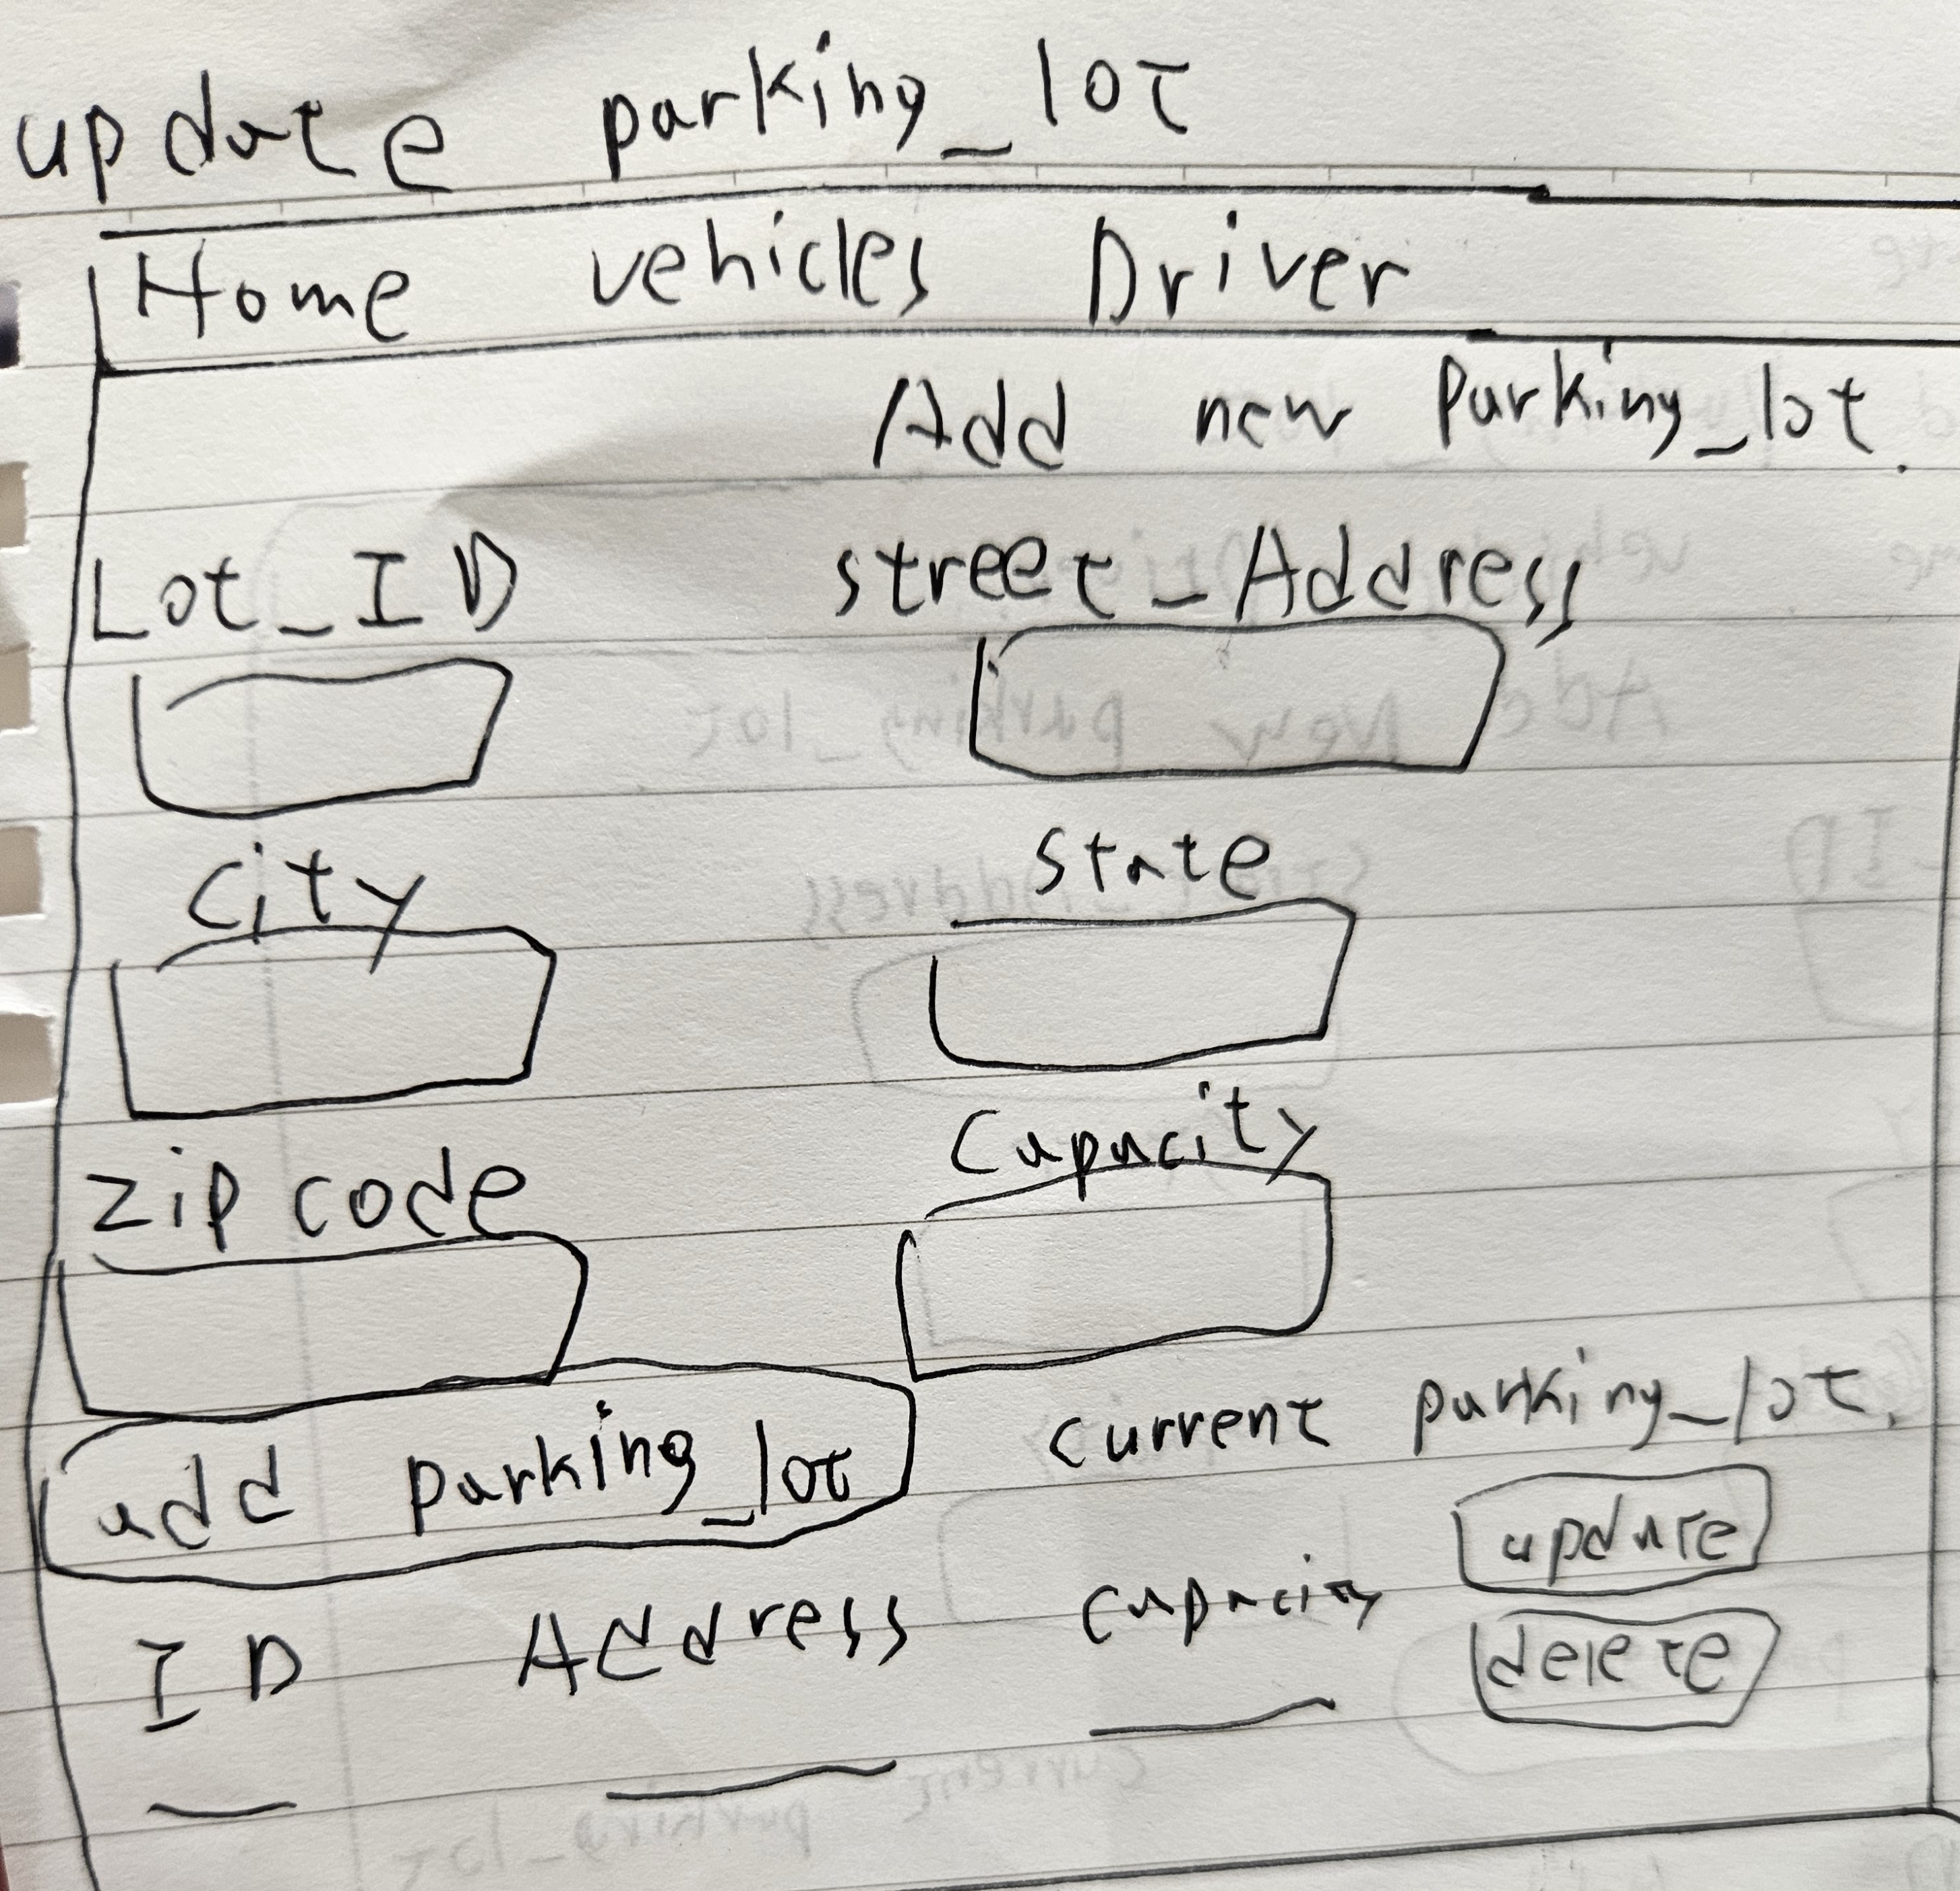 update parking_lot
Home vehicles Driver
Add new Parking_lot.
Lot_ID street_Address
City State
zip code Capacity
add parking_lot current parking_lot.
update
ID Address capacity
delete